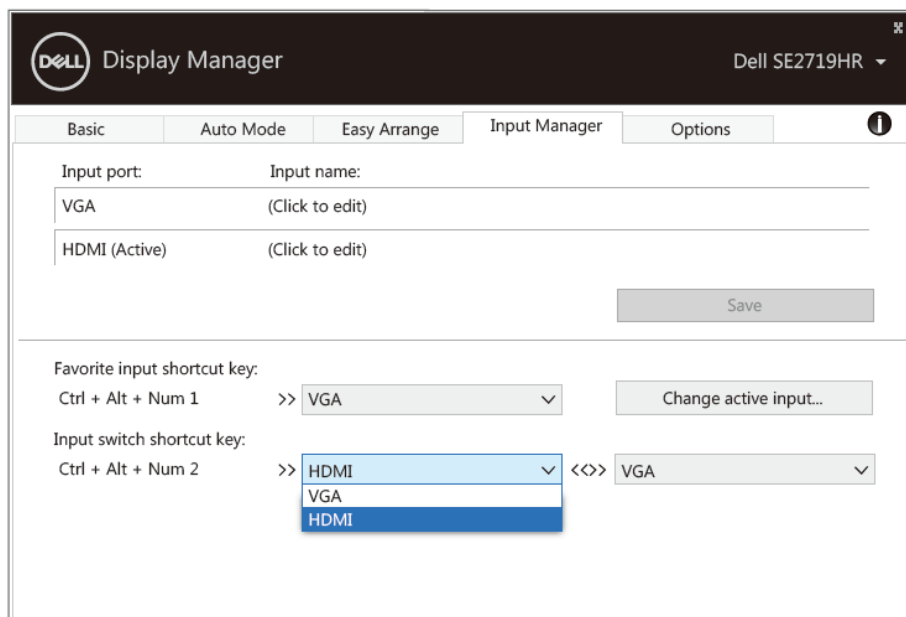 DELL Display Manager Dell SE2719HR
Basic Auto Mode Easy Arrange Input Manager Options i
Input port: Input name:
VGA (Click to edit)
HDMI (Active) (Click to edit)
Save
Favorite input shortcut key:
Ctrl + Alt + Num 1 >> VGA Change active input...
Input switch shortcut key:
Ctrl + Alt + Num 2 >> HDMI <<>> VGA
VGA
HDMI